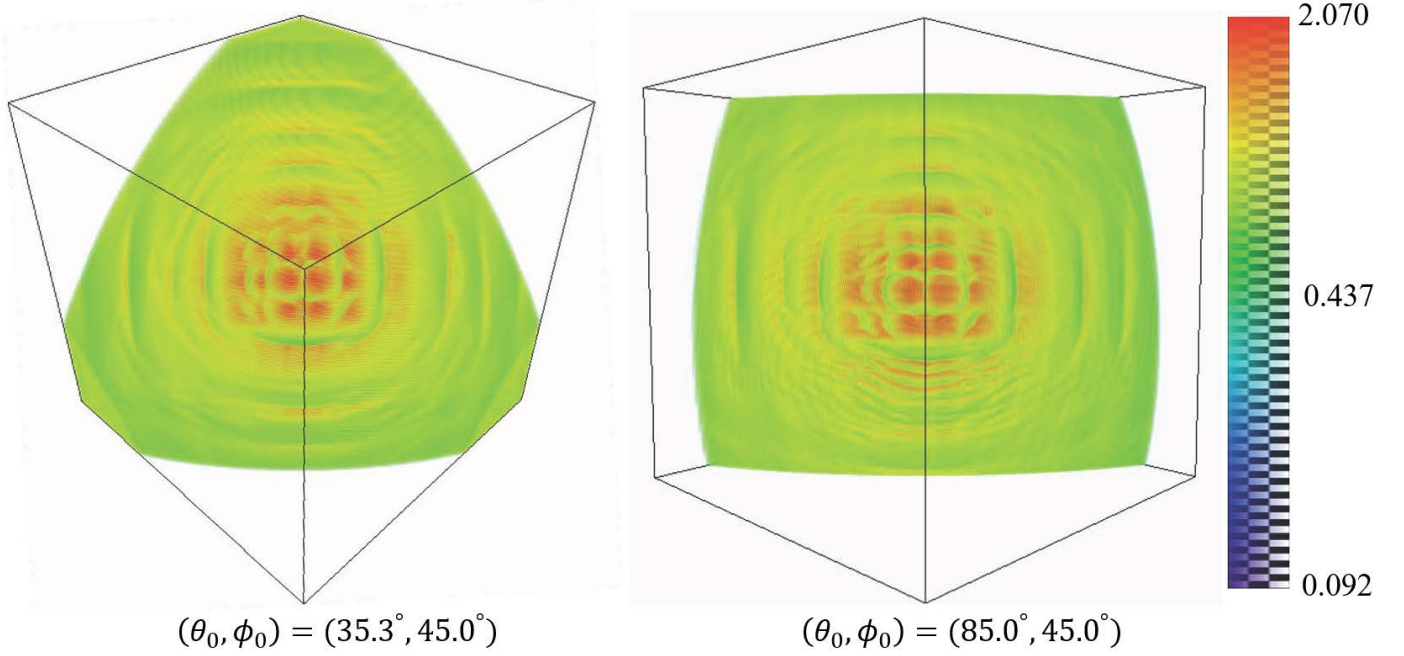 2.070
0.437
0.092
(θ₀, ϕ₀) = (35.3°, 45.0°)
(θ₀, ϕ₀) = (85.0°, 45.0°)